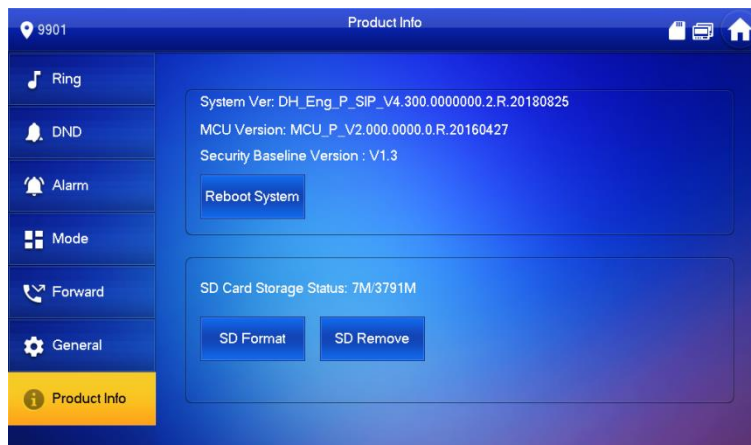 9901
Product Info
Ring
DND
Alarm
Mode
Forward
General
Product Info
System Ver: DH_Eng_P_SIP_V4.300.0000000.2.R.20180825
MCU Version: MCU_P_V2.000.0000.0.R.20160427
Security Baseline Version : V1.3
Reboot System
SD Card Storage Status: 7M/3791M
SD Format
SD Remove